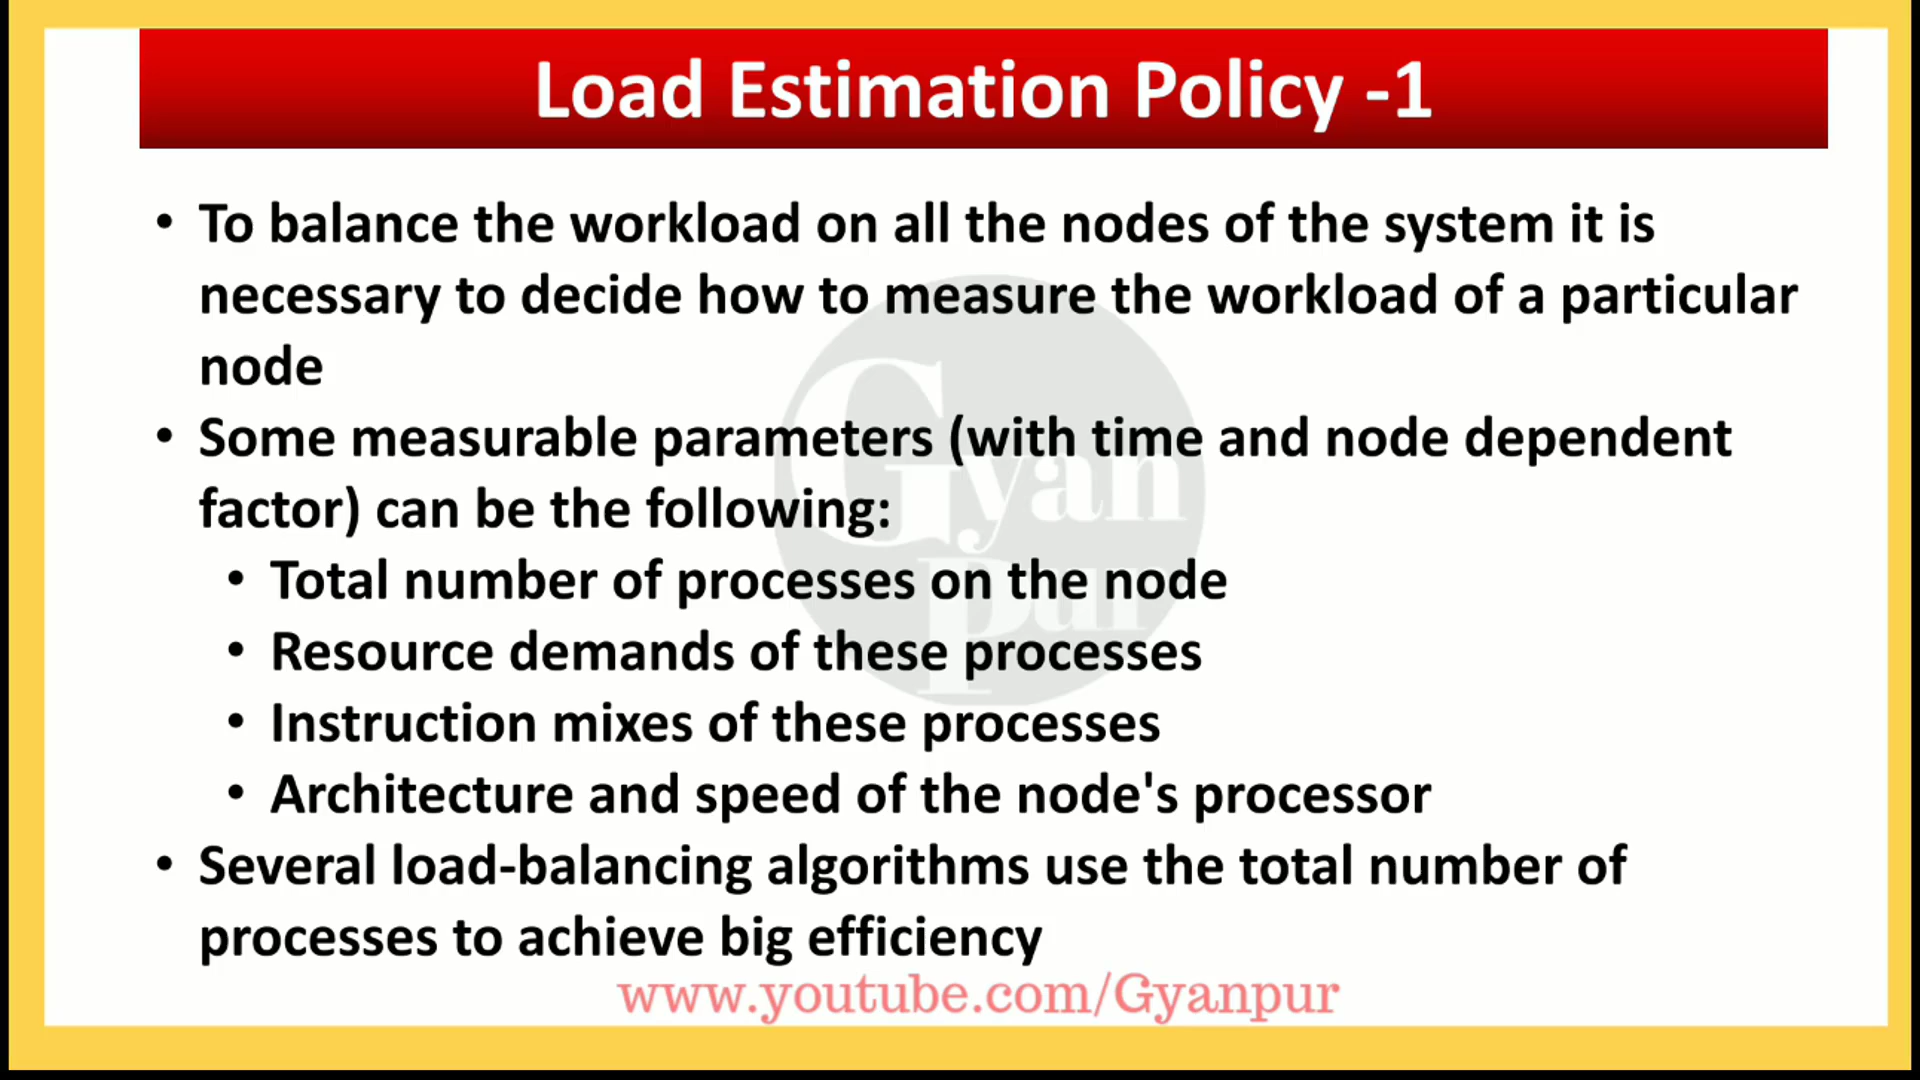 Load Estimation Policy -1
• To balance the workload on all the nodes of the system it is
necessary to decide how to measure the workload of a particular
node
• Some measurable parameters (with time and node dependent
factor) can be the following:
• Total number of processes on the node
• Resource demands of these processes
• Instruction mixes of these processes
• Architecture and speed of the node's processor
• Several load-balancing algorithms use the total number of
processes to achieve big efficiency
www.youtube.com/Gyanpur
Gyan
Pur